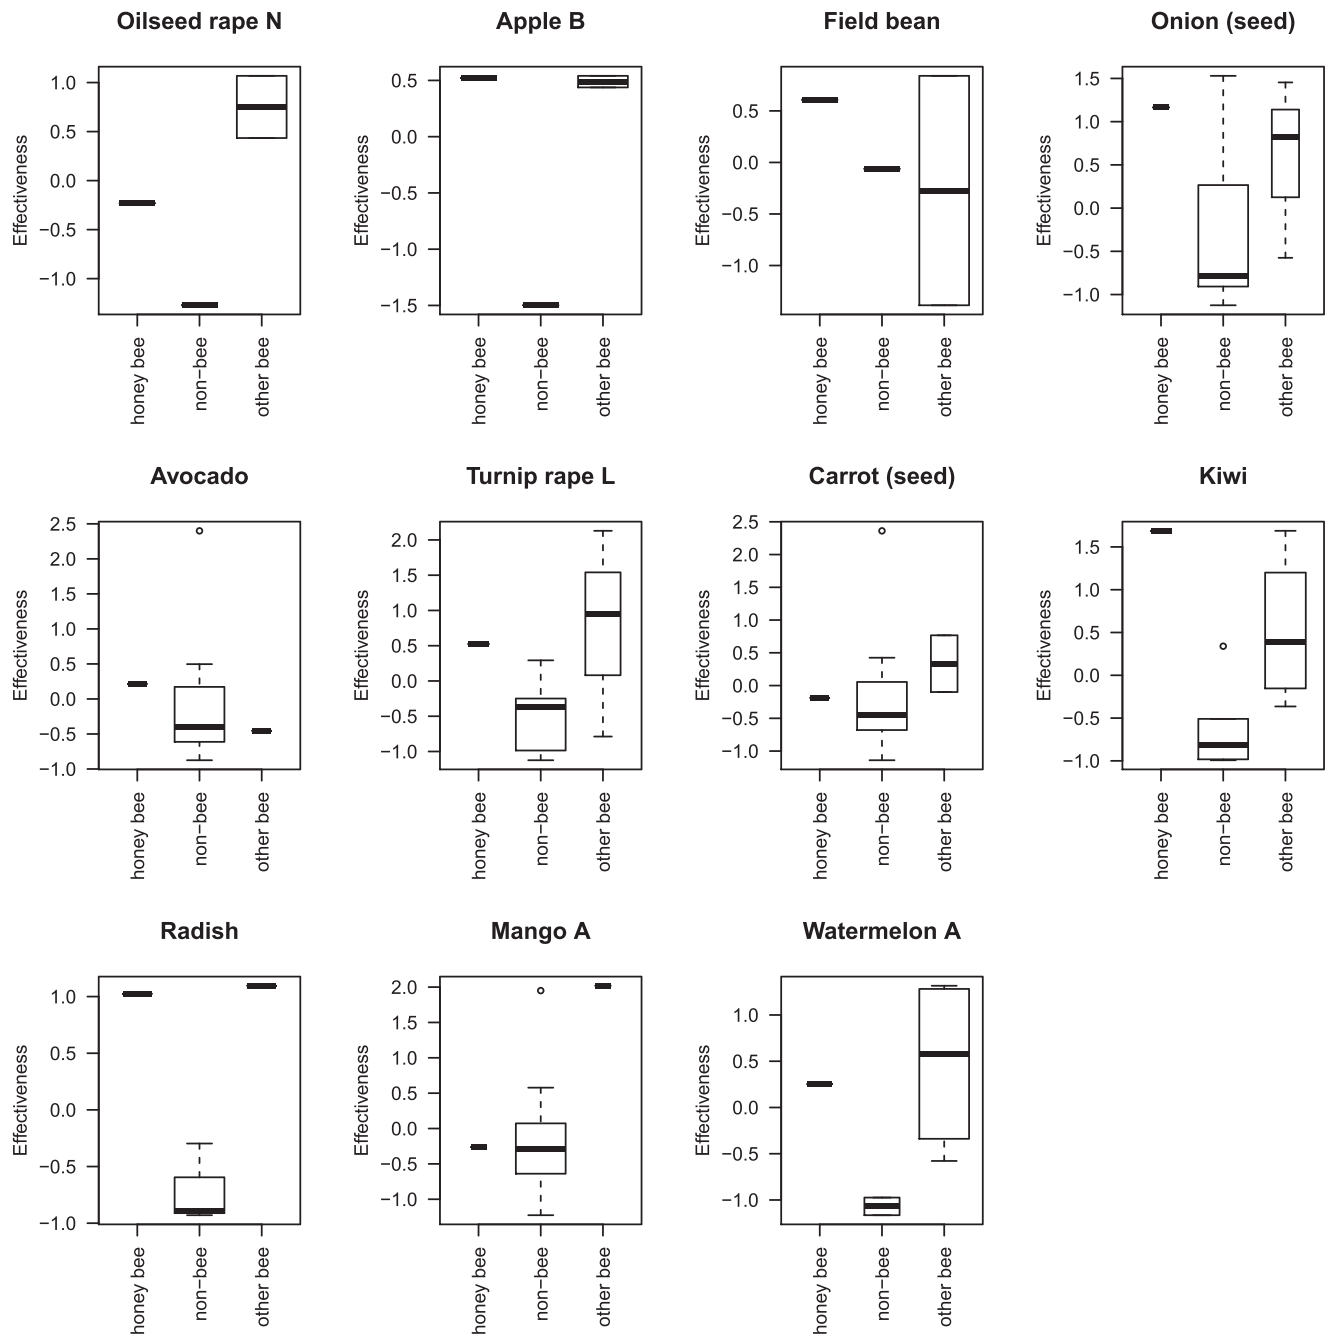 Oilseed rape N
Apple B
Field bean
Onion (seed)
Effectiveness
1.0
0.5
0.0
−0.5
−1.0
honey bee
non−bee
other bee
Effectiveness
0.5
0.0
−0.5
−1.0
−1.5
honey bee
non−bee
other bee
Effectiveness
0.5
0.0
−0.5
−1.0
honey bee
non−bee
other bee
Effectiveness
1.5
1.0
0.5
0.0
−0.5
−1.0
honey bee
non−bee
other bee
Avocado
Turnip rape L
Carrot (seed)
Kiwi
Effectiveness
2.5
2.0
1.5
1.0
0.5
0.0
−0.5
−1.0
honey bee
non−bee
other bee
Effectiveness
2.0
1.5
1.0
0.5
0.0
−0.5
−1.0
honey bee
non−bee
other bee
Effectiveness
2.5
2.0
1.5
1.0
0.5
0.0
−0.5
−1.0
honey bee
non−bee
other bee
Effectiveness
1.5
1.0
0.5
0.0
−0.5
−1.0
honey bee
non−bee
other bee
Radish
Mango A
Watermelon A
Effectiveness
1.0
0.5
0.0
−0.5
−1.0
honey bee
non−bee
other bee
Effectiveness
2.0
1.5
1.0
0.5
0.0
−0.5
−1.0
honey bee
non−bee
other bee
Effectiveness
1.0
0.5
0.0
−0.5
−1.0
honey bee
non−bee
other bee